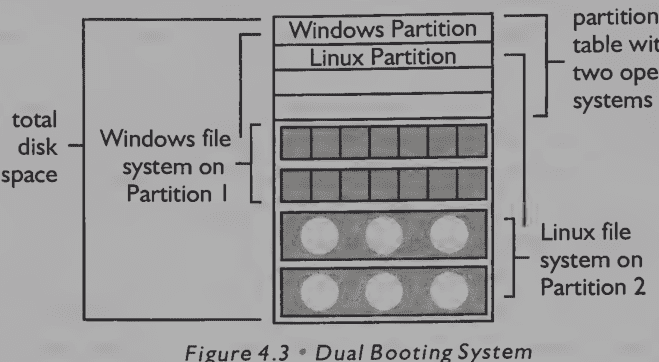 Windows Partition
Linux Partition
partition
table wit
two ope
systems
total
disk
space
Windows file
system on
Partition 1
Linux file
system on
Partition 2
Figure 4.3 • Dual Booting System